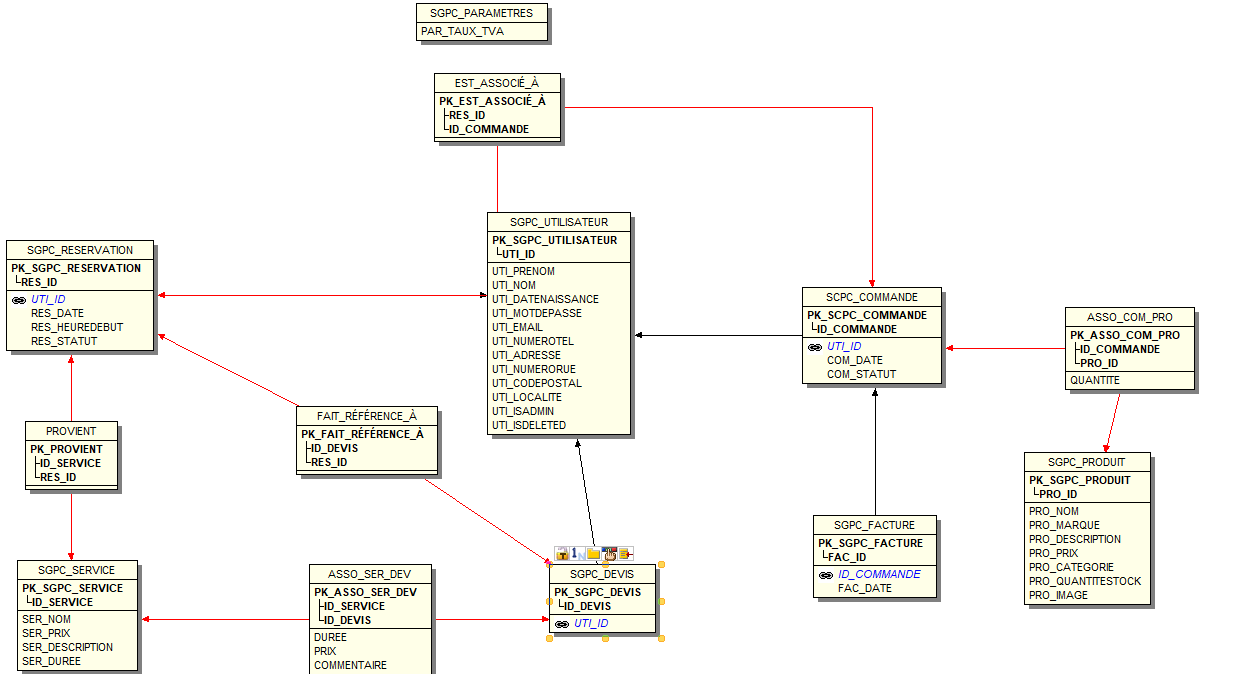 SGPC_PARAMETRES
PAR_TAUX_TVA
EST_ASSOCIÉ_À
PK_EST_ASSOCIÉ_À
RES_ID
ID_COMMANDE
SGPC_UTILISATEUR
PK_SGPC_UTILISATEUR
UTI_ID
UTI_PRENOM
UTI_NOM
UTI_DATENAISSANCE
UTI_MOTDEPASSE
UTI_EMAIL
UTI_NUMEROTEL
UTI_ADRESSE
UTI_NUMERORUE
UTI_CODEPOSTAL
UTI_LOCALITE
UTI_ISADMIN
UTI_ISDELETED
SGPC_RESERVATION
PK_SGPC_RESERVATION
RES_ID
UTI_ID
RES_DATE
RES_HEUREDEBUT
RES_STATUT
SCPC_COMMANDE
PK_SCPC_COMMANDE
ID_COMMANDE
UTI_ID
COM_DATE
COM_STATUT
ASSO_COM_PRO
PK_ASSO_COM_PRO
ID_COMMANDE
PRO_ID
QUANTITE
FAIT_RÉFÉRENCE_À
PK_FAIT_RÉFÉRENCE_À
ID_DEVIS
RES_ID
PROVIENT
PK_PROVIENT
ID_SERVICE
RES_ID
SGPC_PRODUIT
PK_SGPC_PRODUIT
PRO_ID
PRO_NOM
PRO_MARQUE
PRO_DESCRIPTION
PRO_PRIX
PRO_CATEGORIE
PRO_QUANTITESTOCK
PRO_IMAGE
SGPC_FACTURE
PK_SGPC_FACTURE
FAC_ID
ID_COMMANDE
FAC_DATE
SGPC_SERVICE
PK_SGPC_SERVICE
ID_SERVICE
SER_NOM
SER_PRIX
SER_DESCRIPTION
SER_DUREE
ASSO_SER_DEV
PK_ASSO_SER_DEV
ID_SERVICE
ID_DEVIS
DUREE
PRIX
COMMENTAIRE
SGPC_DEVIS
PK_SGPC_DEVIS
ID_DEVIS
UTI_ID